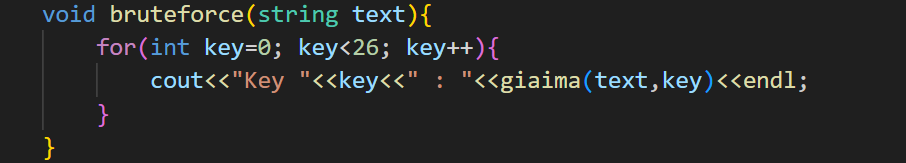 void bruteforce(string text){
    for(int key=0; key<26; key++){
        cout<<"Key "<<key<<" : "<<giaima(text,key)<<endl;
    }
}